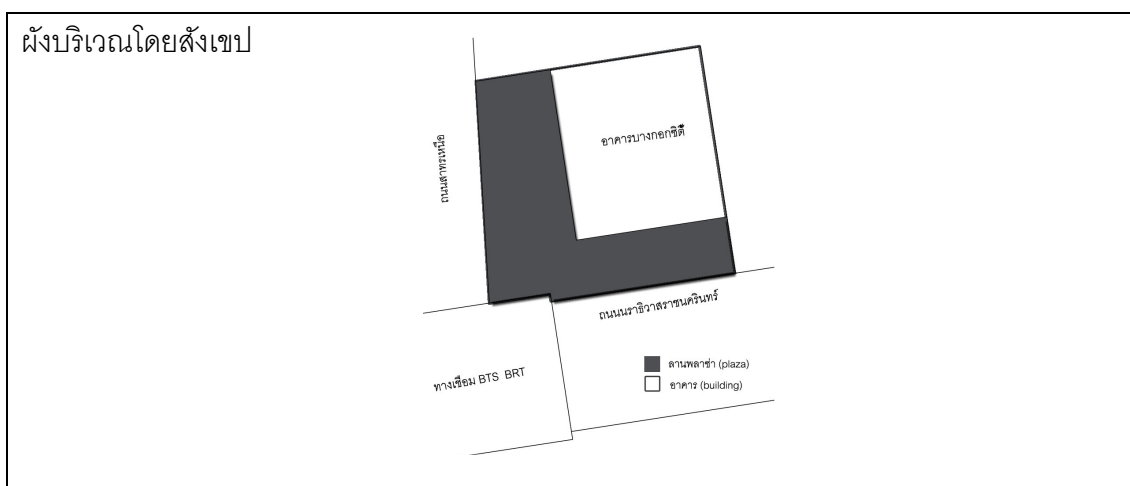 ผังบริเวณโดยสังเขป
อาคารบางกอกซิตี้
ถนนสาทรเหนือ
ถนนนราธิวาสราชนครินทร์
ทางเชื่อม BTS BRT
ลานพลาซ่า (plaza)
อาคาร (building)